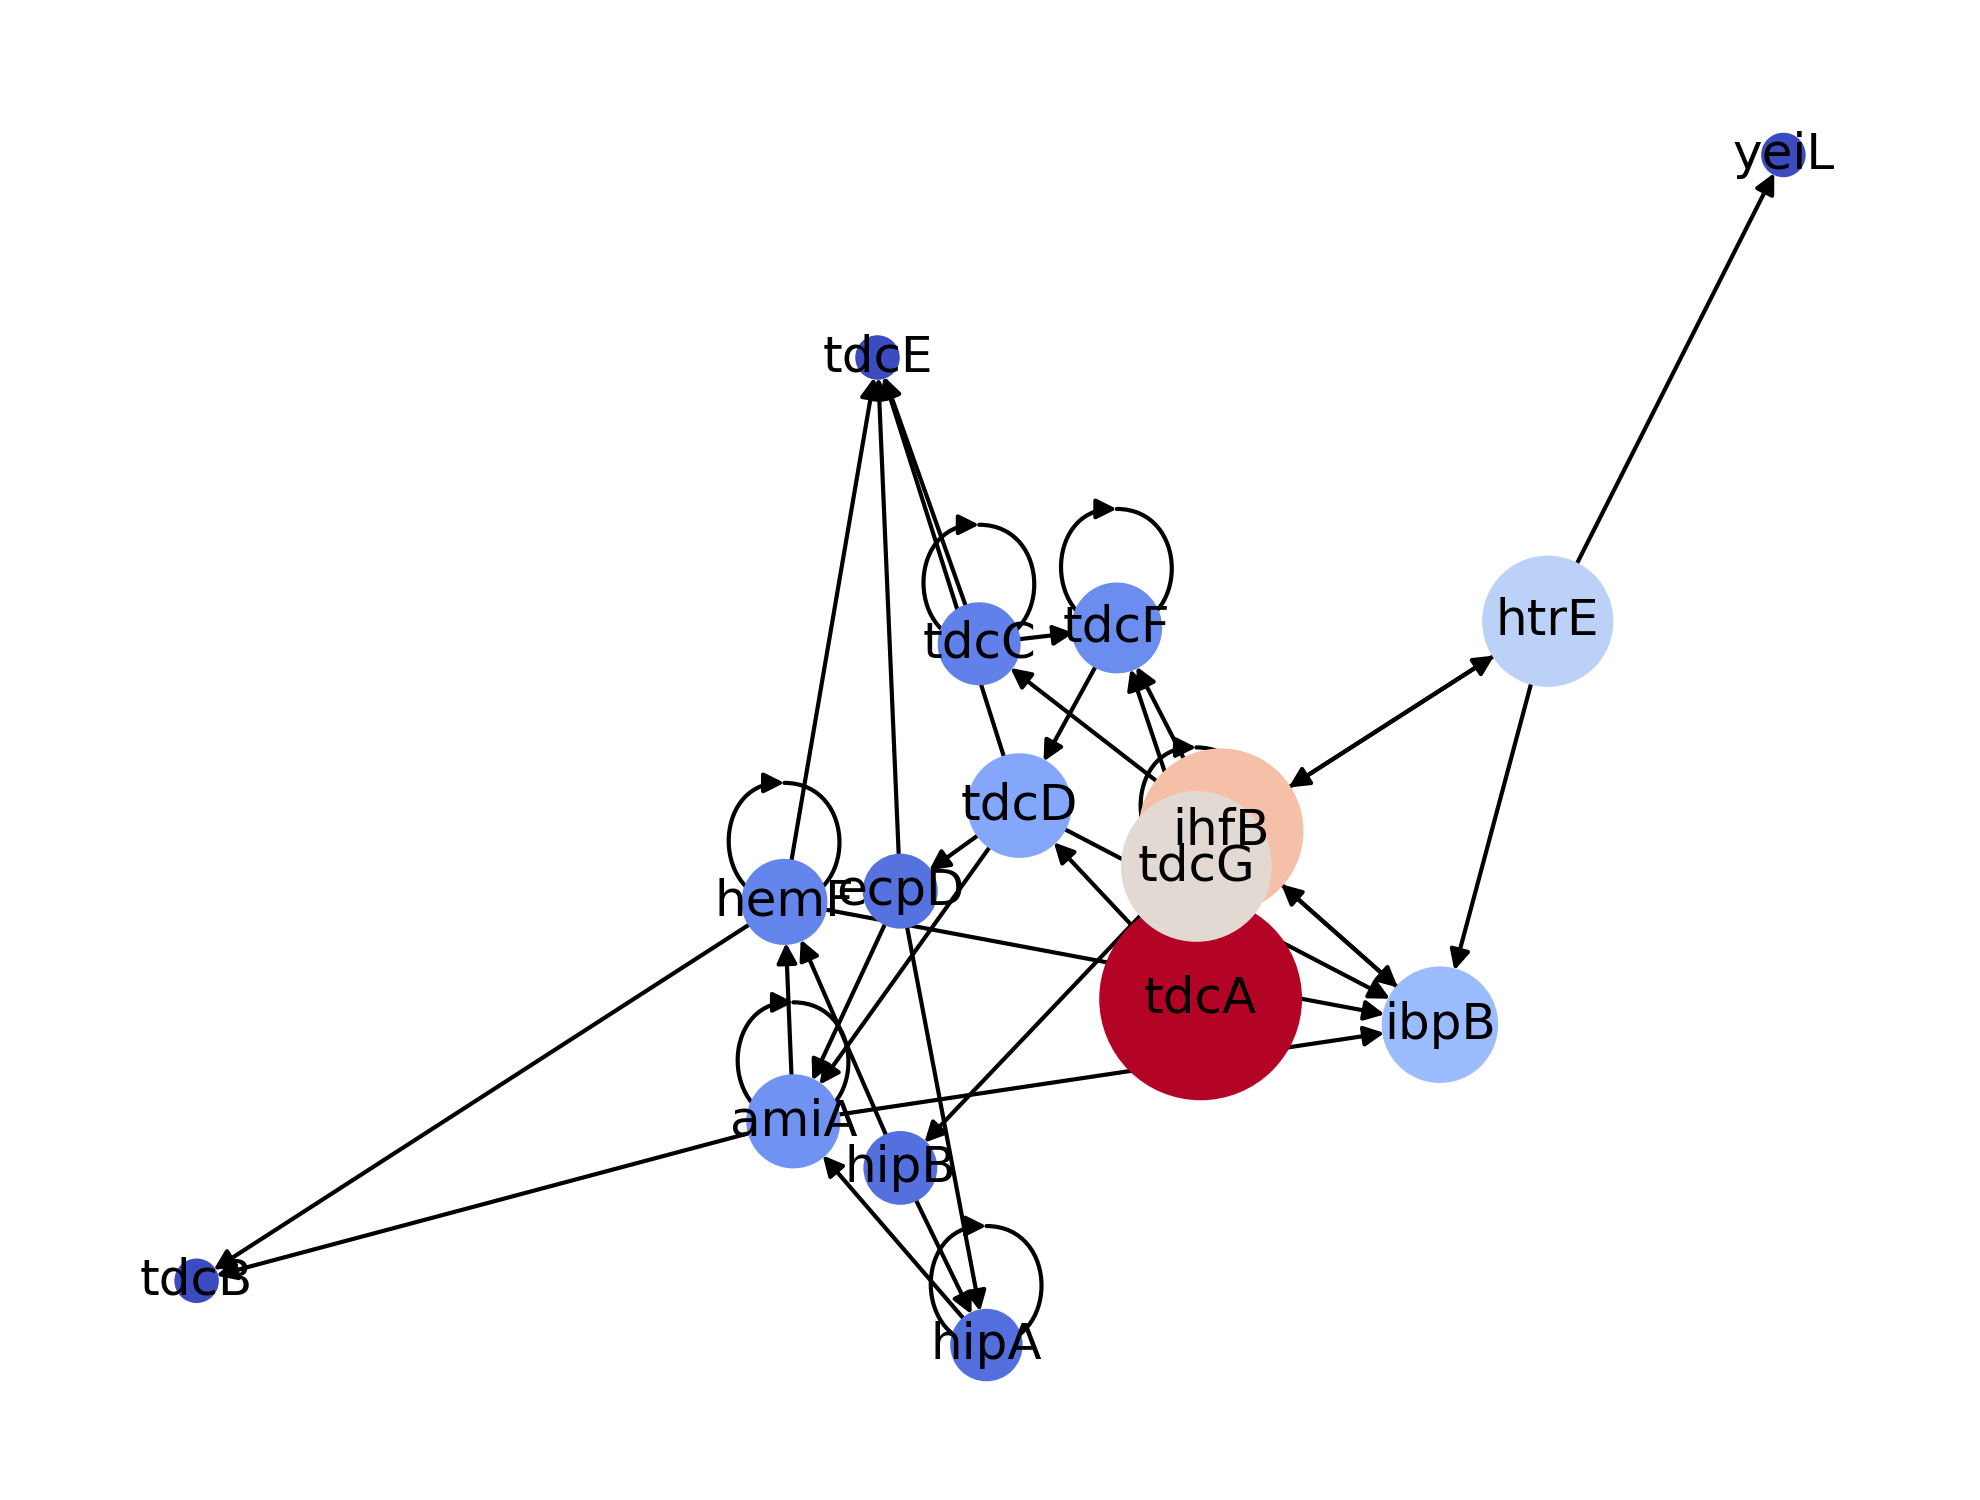 yeiL
tdcE
htrE
tdcF
tdcC
tdcD
ihfB
tdcG
ecpD
hemF
tdcA
ibpB
amiA
hipB
tdcB
hipA